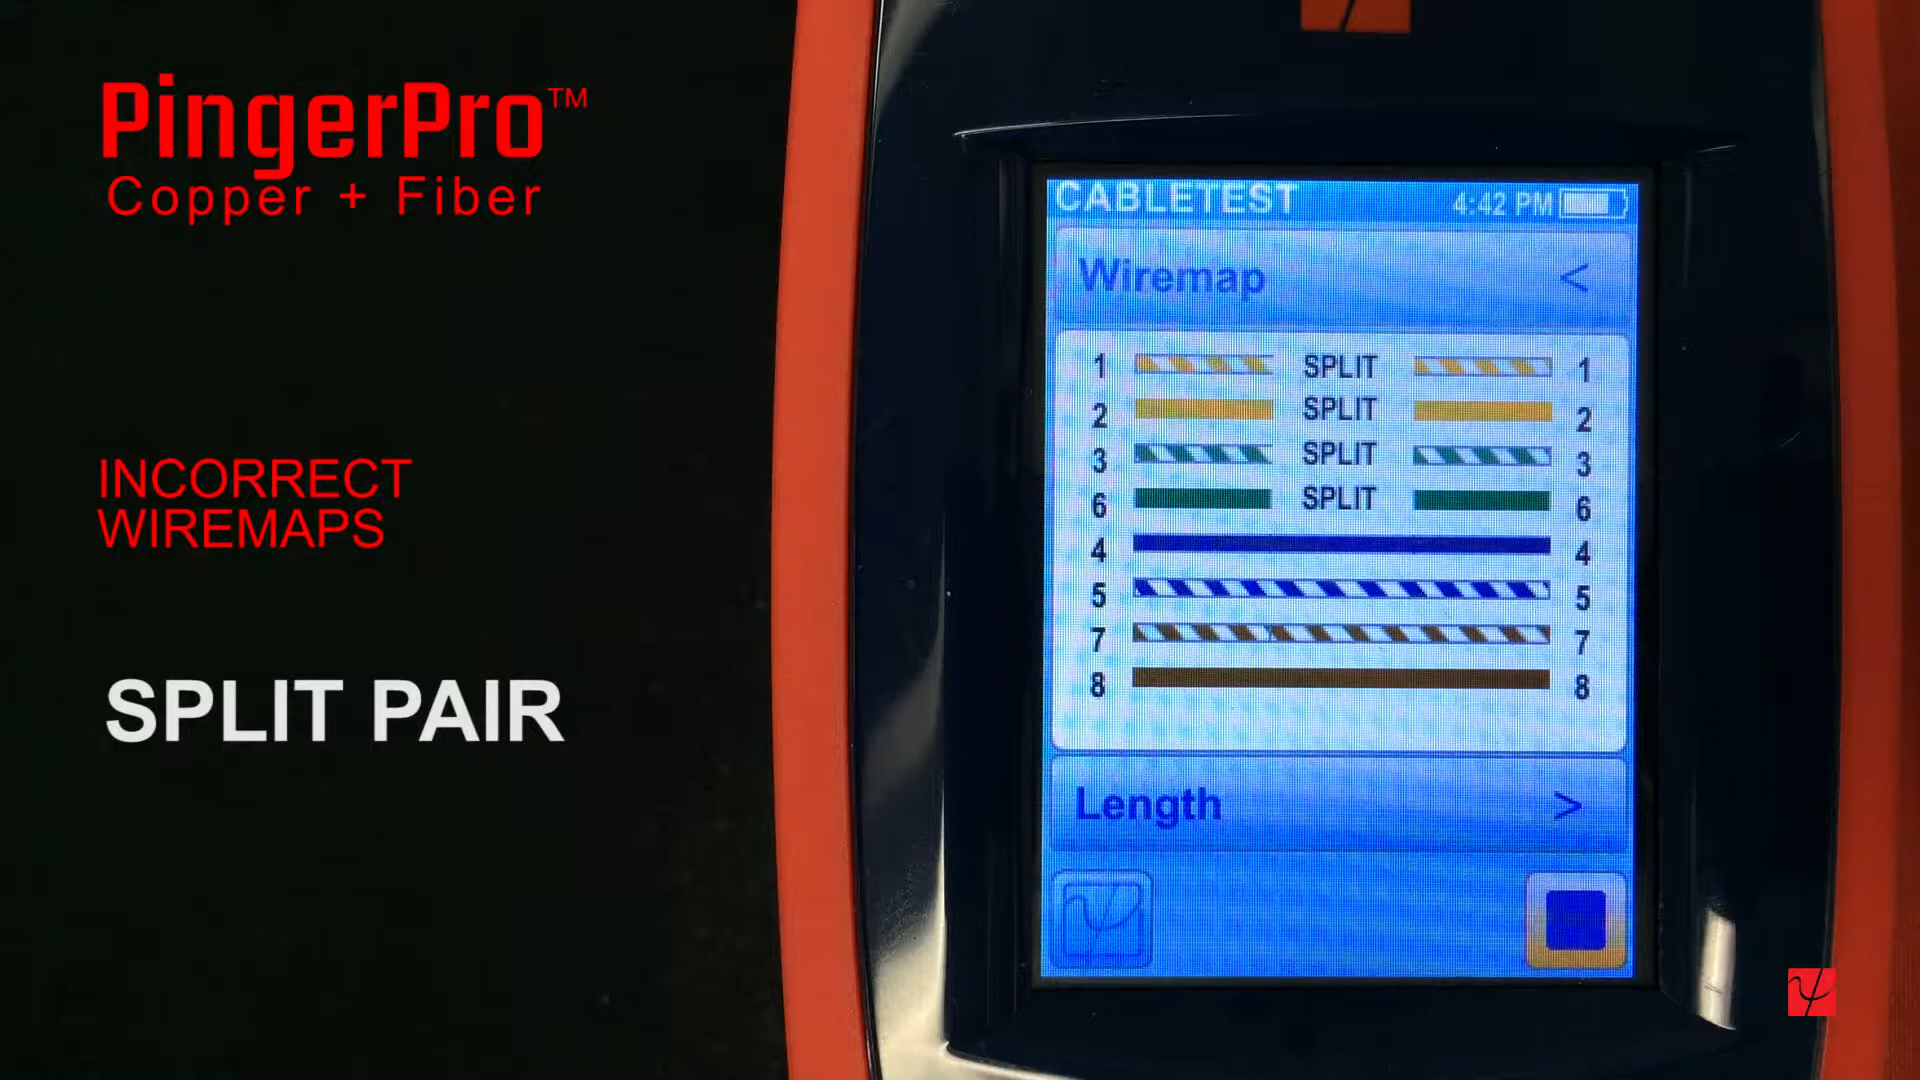 PingerPro™
Copper + Fiber
INCORRECT
WIREMAPS
SPLIT PAIR
CABLETEST 4:42 PM
Wiremap <
1 SPLIT 1
2 SPLIT 2
3 SPLIT 3
6 SPLIT 6
4 4
5 5
7 7
8 8
Length >